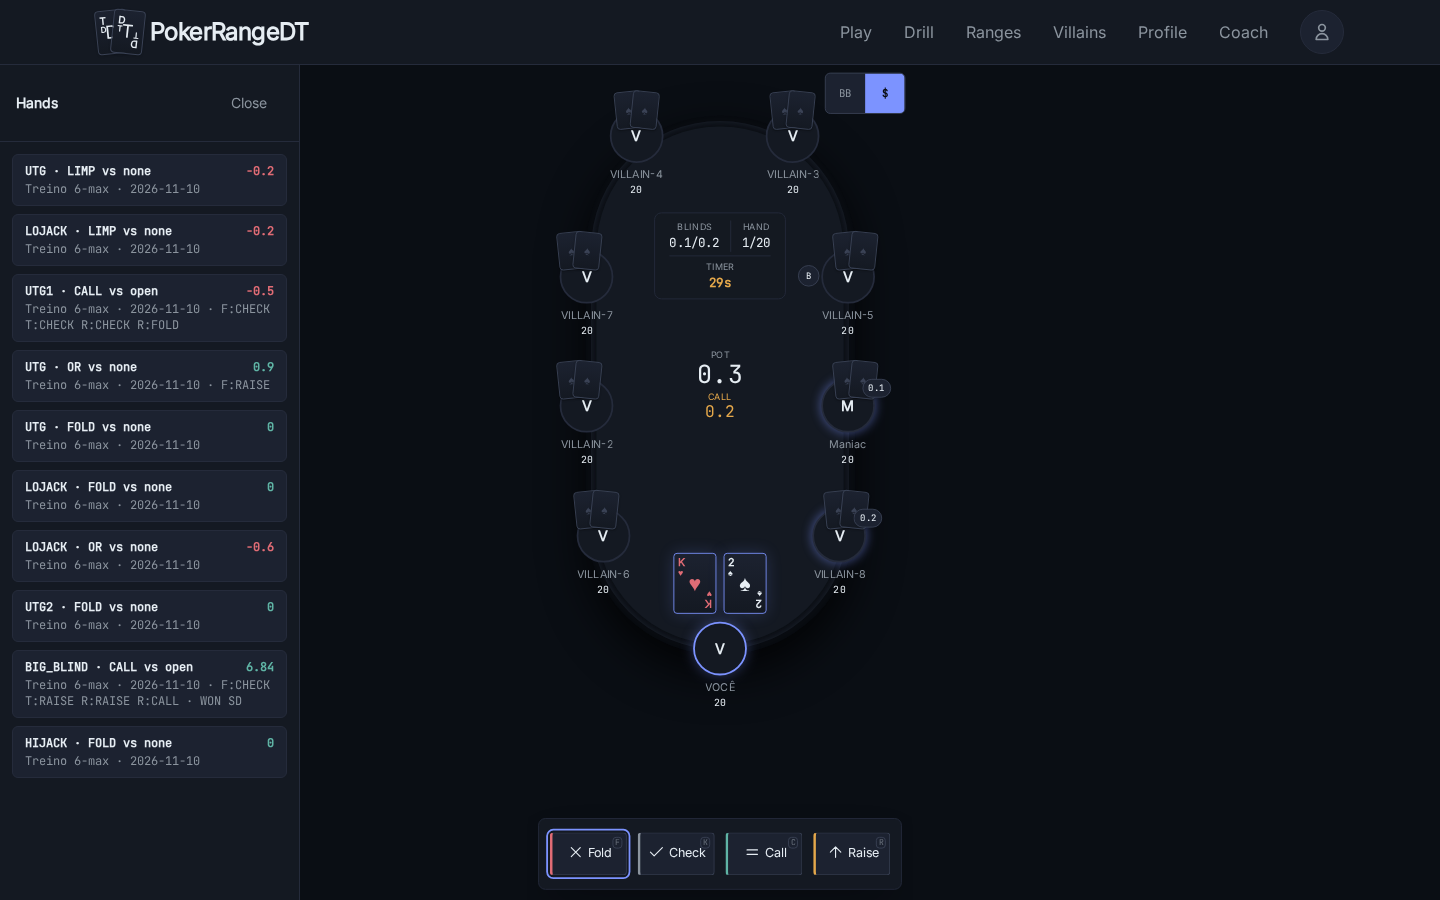 PokerRangeDT
Play
Drill
Ranges
Villains
Profile
Coach
Hands
Close
UTG · LIMP vs none
-0.2
Treino 6-max · 2026-11-10
LOJACK · LIMP vs none
-0.2
Treino 6-max · 2026-11-10
UTG1 · CALL vs open
-0.5
Treino 6-max · 2026-11-10 · F:CHECK
T:CHECK R:CHECK R:FOLD
UTG · OR vs none
0.9
Treino 6-max · 2026-11-10 · F:RAISE
UTG · FOLD vs none
0
Treino 6-max · 2026-11-10
LOJACK · FOLD vs none
0
Treino 6-max · 2026-11-10
LOJACK · OR vs none
-0.6
Treino 6-max · 2026-11-10
UTG2 · FOLD vs none
0
Treino 6-max · 2026-11-10
BIG_BLIND · CALL vs open
6.84
Treino 6-max · 2026-11-10 · F:CHECK
T:RAISE R:RAISE R:CALL · WON SD
HIJACK · FOLD vs none
0
Treino 6-max · 2026-11-10
BB
$
V
VILLAIN-4
20
V
VILLAIN-3
20
BLINDS
0.1/0.2
HAND
1/20
TIMER
29s
V
VILLAIN-7
20
B
V
VILLAIN-5
20
POT
0.3
CALL
0.2
V
VILLAIN-2
20
0.1
M
Maniac
20
V
VILLAIN-6
20
0.2
V
VILLAIN-8
20
K
K
2
2
V
VOCÊ
20
Fold
F
Check
K
Call
C
Raise
R